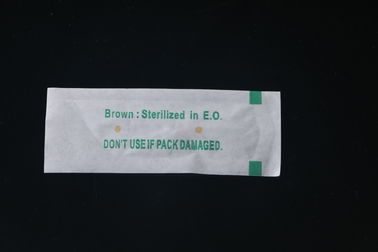 Brown : Sterilized in E.O.
DON'T USE IF PACK DAMAGED.